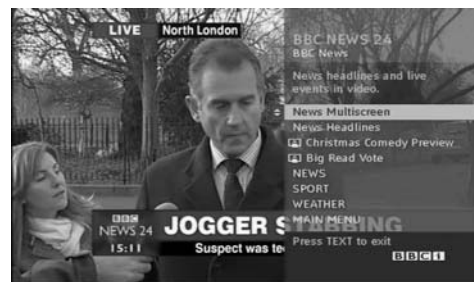 LIVE
North London
BBC NEWS 24
BBC News
News headlines and live
events in video.
News Multiscreen
News Headlines
Christmas Comedy Preview
Big Read Vote
NEWS
SPORT
WEATHER
MAIN MENU
Press TEXT to exit
BBC
NEWS 24
15:11
JOGGER STABBING
Suspect was
BBCi